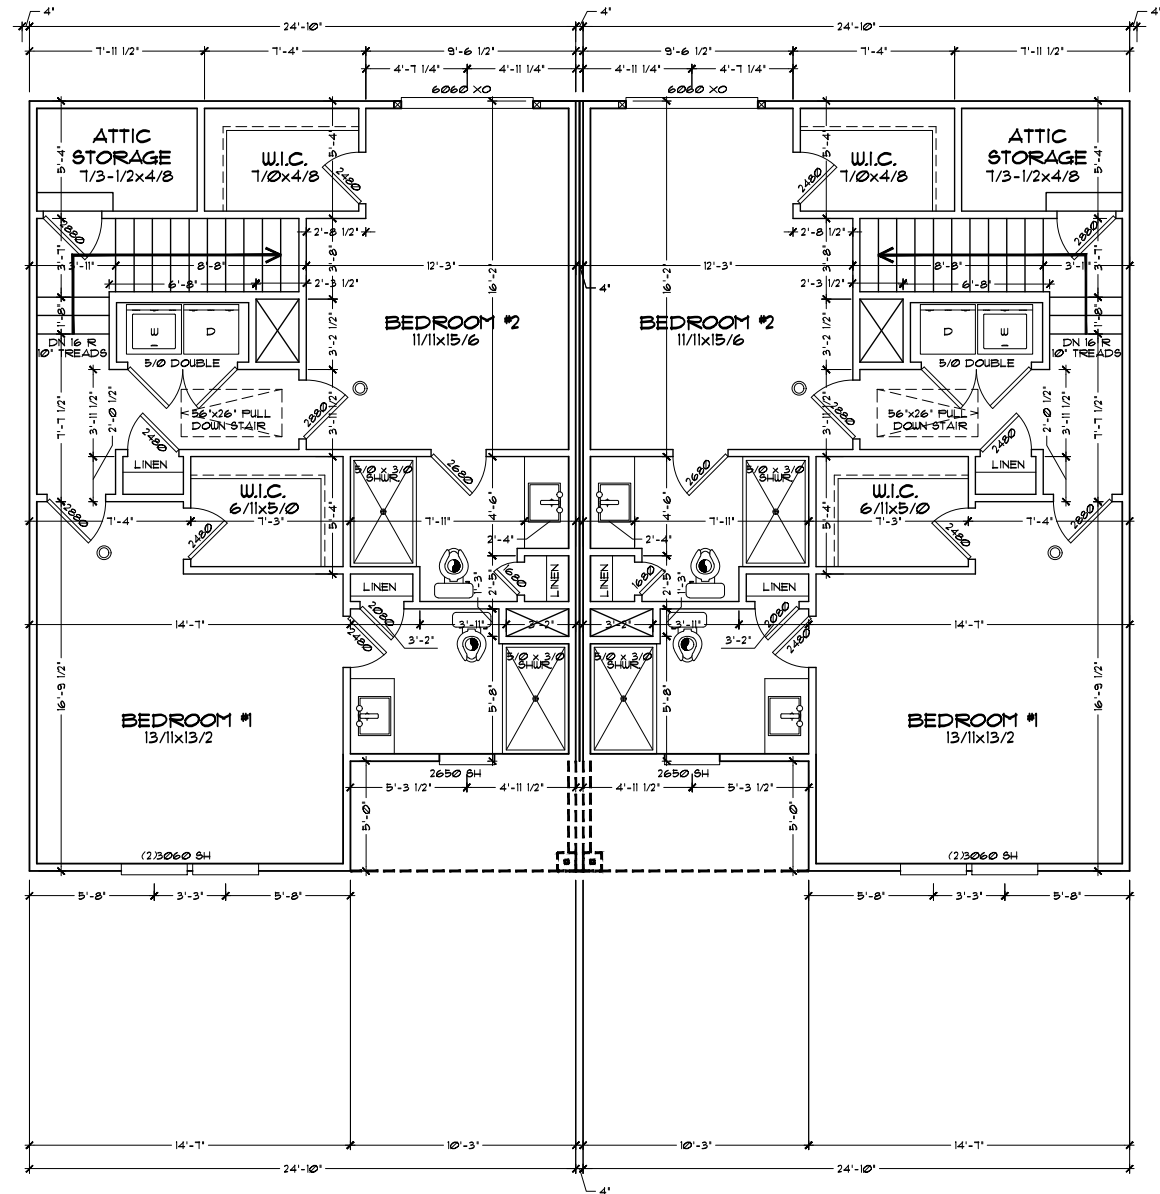 4" 4" 4"
24'-10" 24'-10"
7'-11 1/2" 7'-4" 9'-6 1/2" 9'-6 1/2" 7'-4" 7'-11 1/2"
4'-7 1/4" 4'-11 1/4" 4'-11 1/4" 4'-7 1/4"
6060 XO 6060 XO
ATTIC ATTIC
STORAGE W.I.C. W.I.C. STORAGE
7/3-1/2x4/8 7/0x4/8 7/0x4/8 7/3-1/2x4/8
5'-4" 5'-4" 5'-4" 5'-4"
2480 2480
2880 2'-8 1/2" 2'-8 1/2" 2880
3'-7" 3'-8" 3'-8" 3'-7"
3'-11" 8'-8" 12'-3" 12'-3" 8'-8"
6'-8" 2'-3 1/2" 16'-2" 4" 16'-2" 2'-3 1/2" 6'-8"
1'-8" 1'-8"
BEDROOM #2 BEDROOM #2
W D 11/11x15/6 11/11x15/6 D W
DN 16 R 3'-2 1/2" 3'-2 1/2" DN 16 R
10" TREADS 10" TREADS
5/0 DOUBLE 5/0 DOUBLE
7'-7 1/2" 3'-11 1/2" 2'-0 1/2" 2'-0 1/2" 3'-11 1/2" 7'-7 1/2"
56"x26" PULL 2880 2880 56"x26" PULL
DOWN STAIR DOWN STAIR
2480 2480
LINEN 5/0 x 3/0 2680 2680 5/0 x 3/0 LINEN
SHWR SHWR
W.I.C. W.I.C.
6/11x5/0 4'-6" 4'-6" 6/11x5/0
2880 7'-4" 7'-3" 5'-4" 7'-11" 7'-11" 5'-4" 7'-3" 7'-4" 2880
2480 2'-4" 2'-4" 2480
LINEN 1'-3" 2'-5" 1680 LINEN LINEN 1680 2'-5" 1'-3" LINEN
14'-7" 2080 3'-11" 3'-2" 3'-2" 3'-11" 2080 14'-7"
2480 3'-2" 3'-2" 2480
5/0 x 3/0 5/0 x 3/0
SHWR SHWR
16'-9 1/2" 5'-8" 5'-8" 16'-9 1/2"
BEDROOM #1 BEDROOM #1
13/11x13/2 13/11x13/2
2650 SH 2650 SH
5'-3 1/2" 4'-11 1/2" 4'-11 1/2" 5'-3 1/2"
5'-0" 5'-0"
(2)3060 SH (2)3060 SH
5'-8" 3'-3" 5'-8" 5'-8" 3'-3" 5'-8"
14'-7" 10'-3" 10'-3" 14'-7"
24'-10" 24'-10"
4"